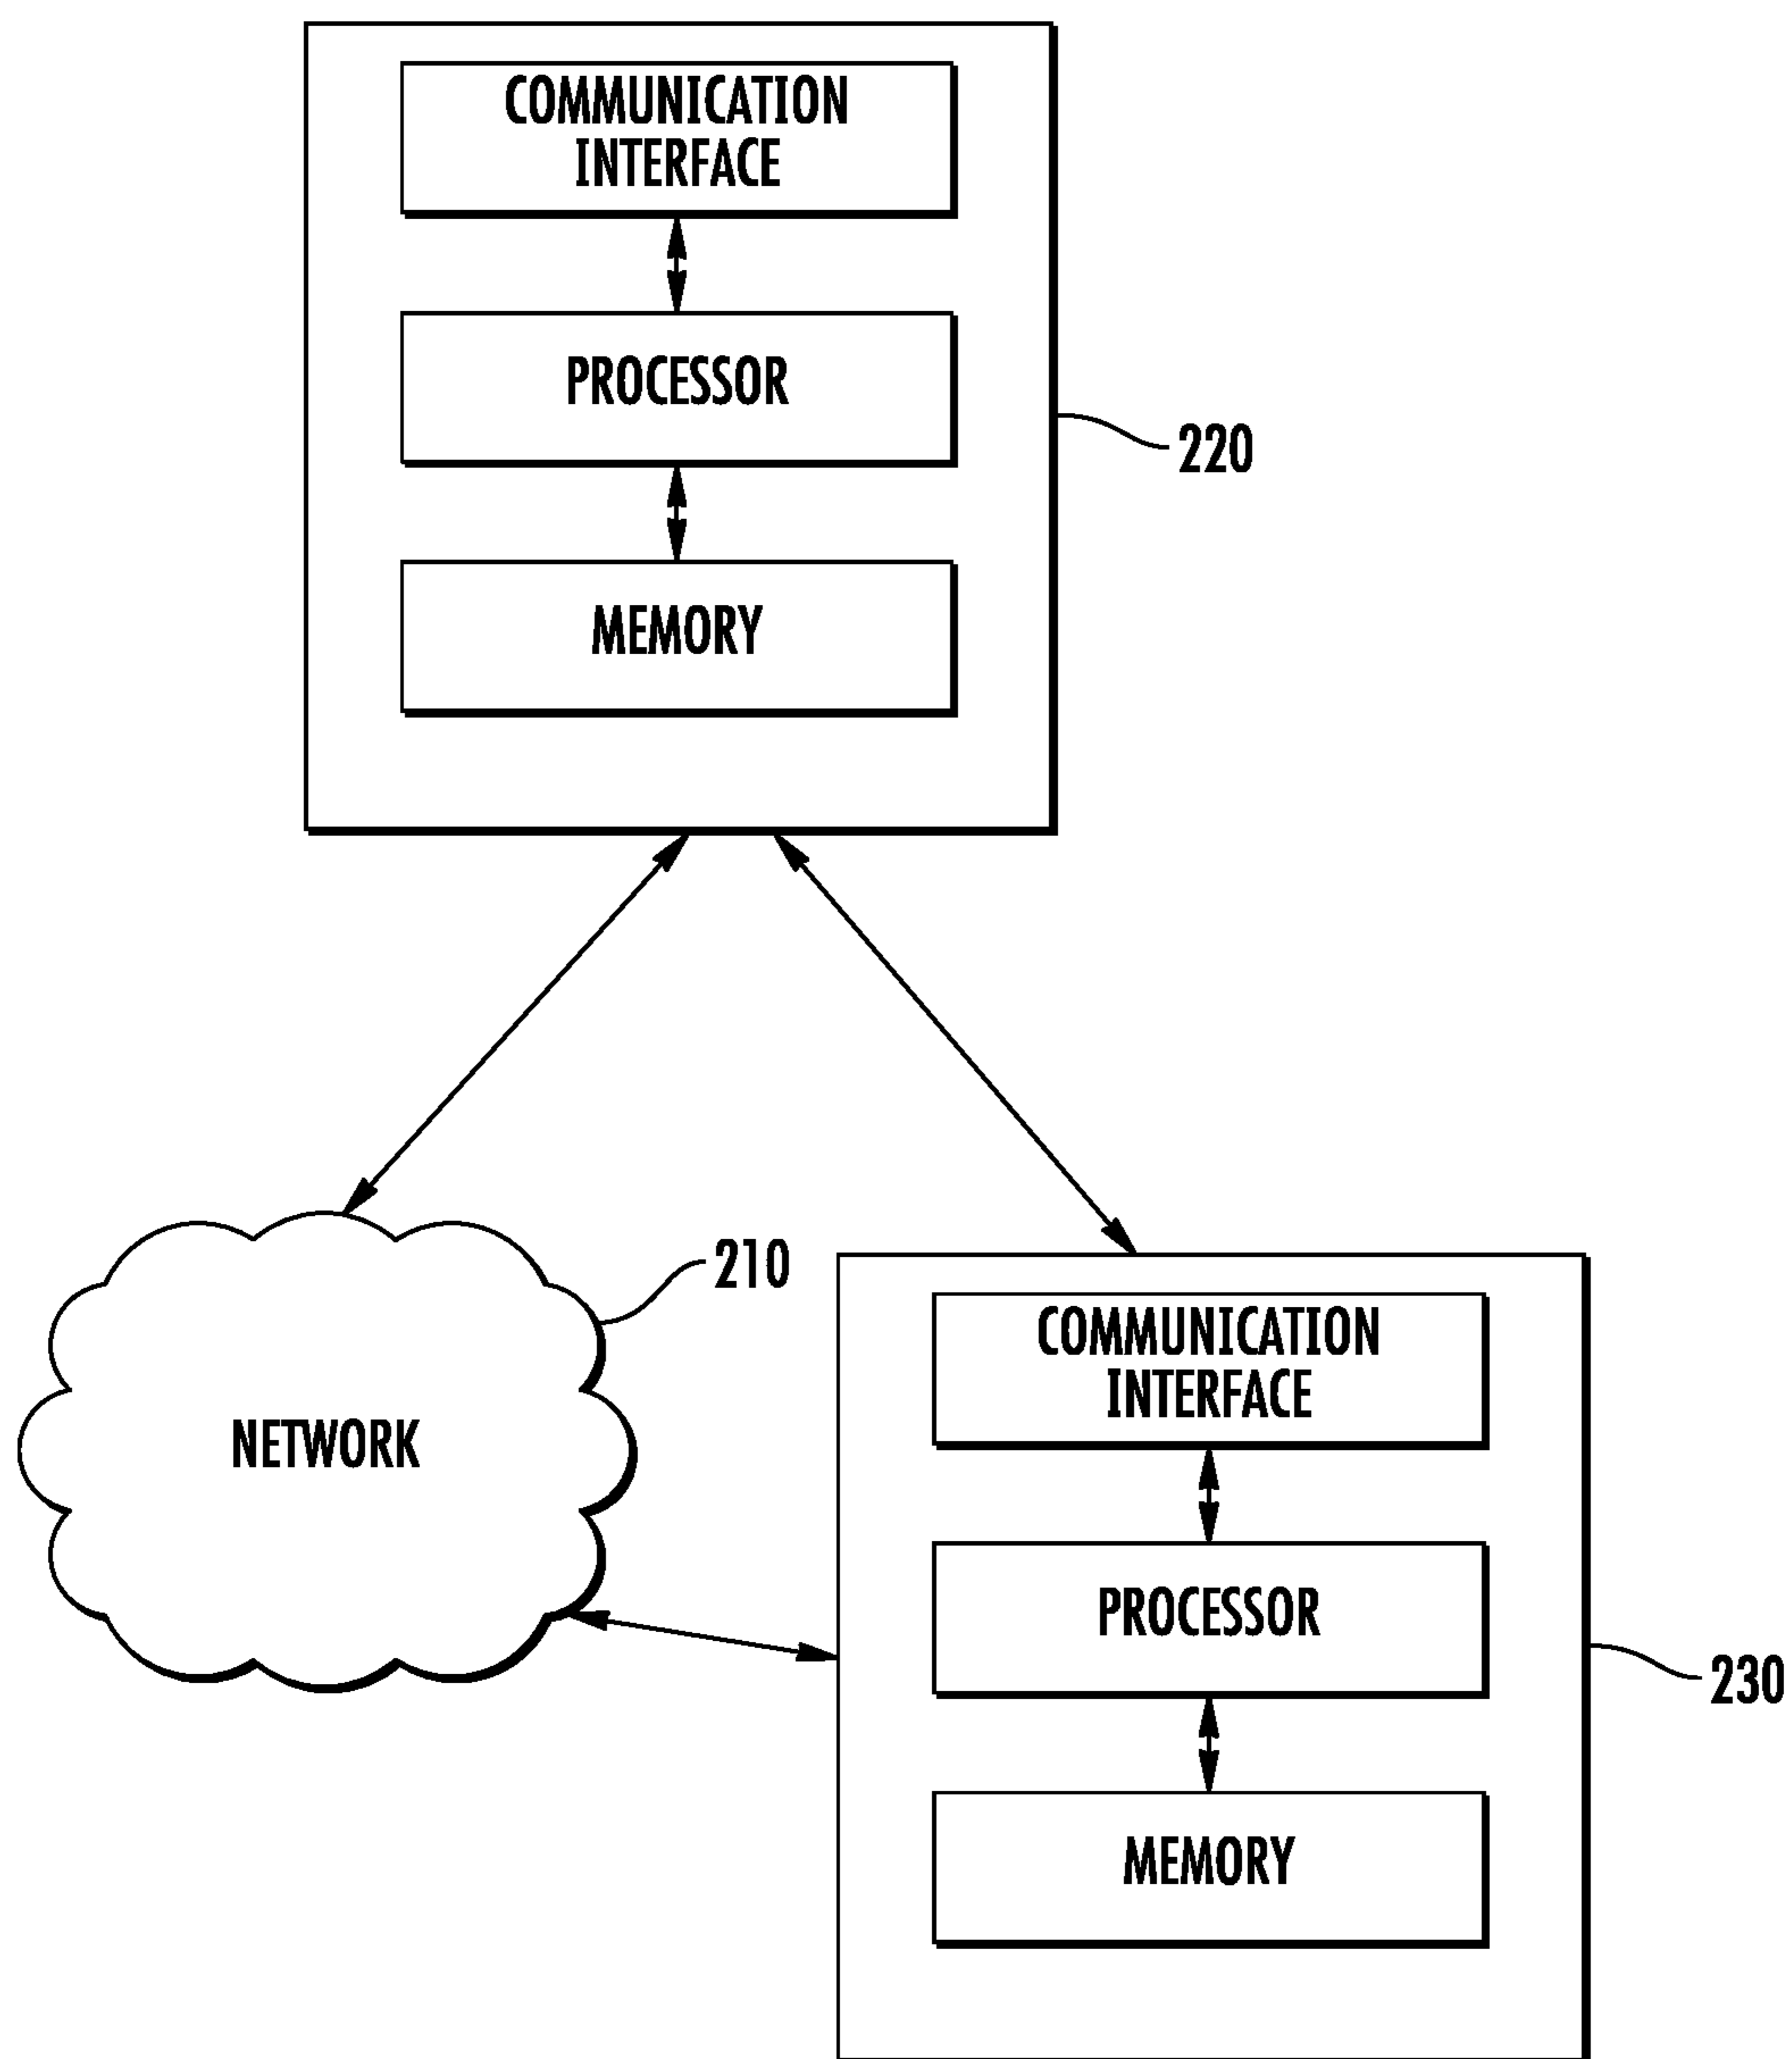 COMMUNICATION
INTERFACE
PROCESSOR
220
MEMORY
210
COMMUNICATION
INTERFACE
NETWORK
PROCESSOR
230
MEMORY